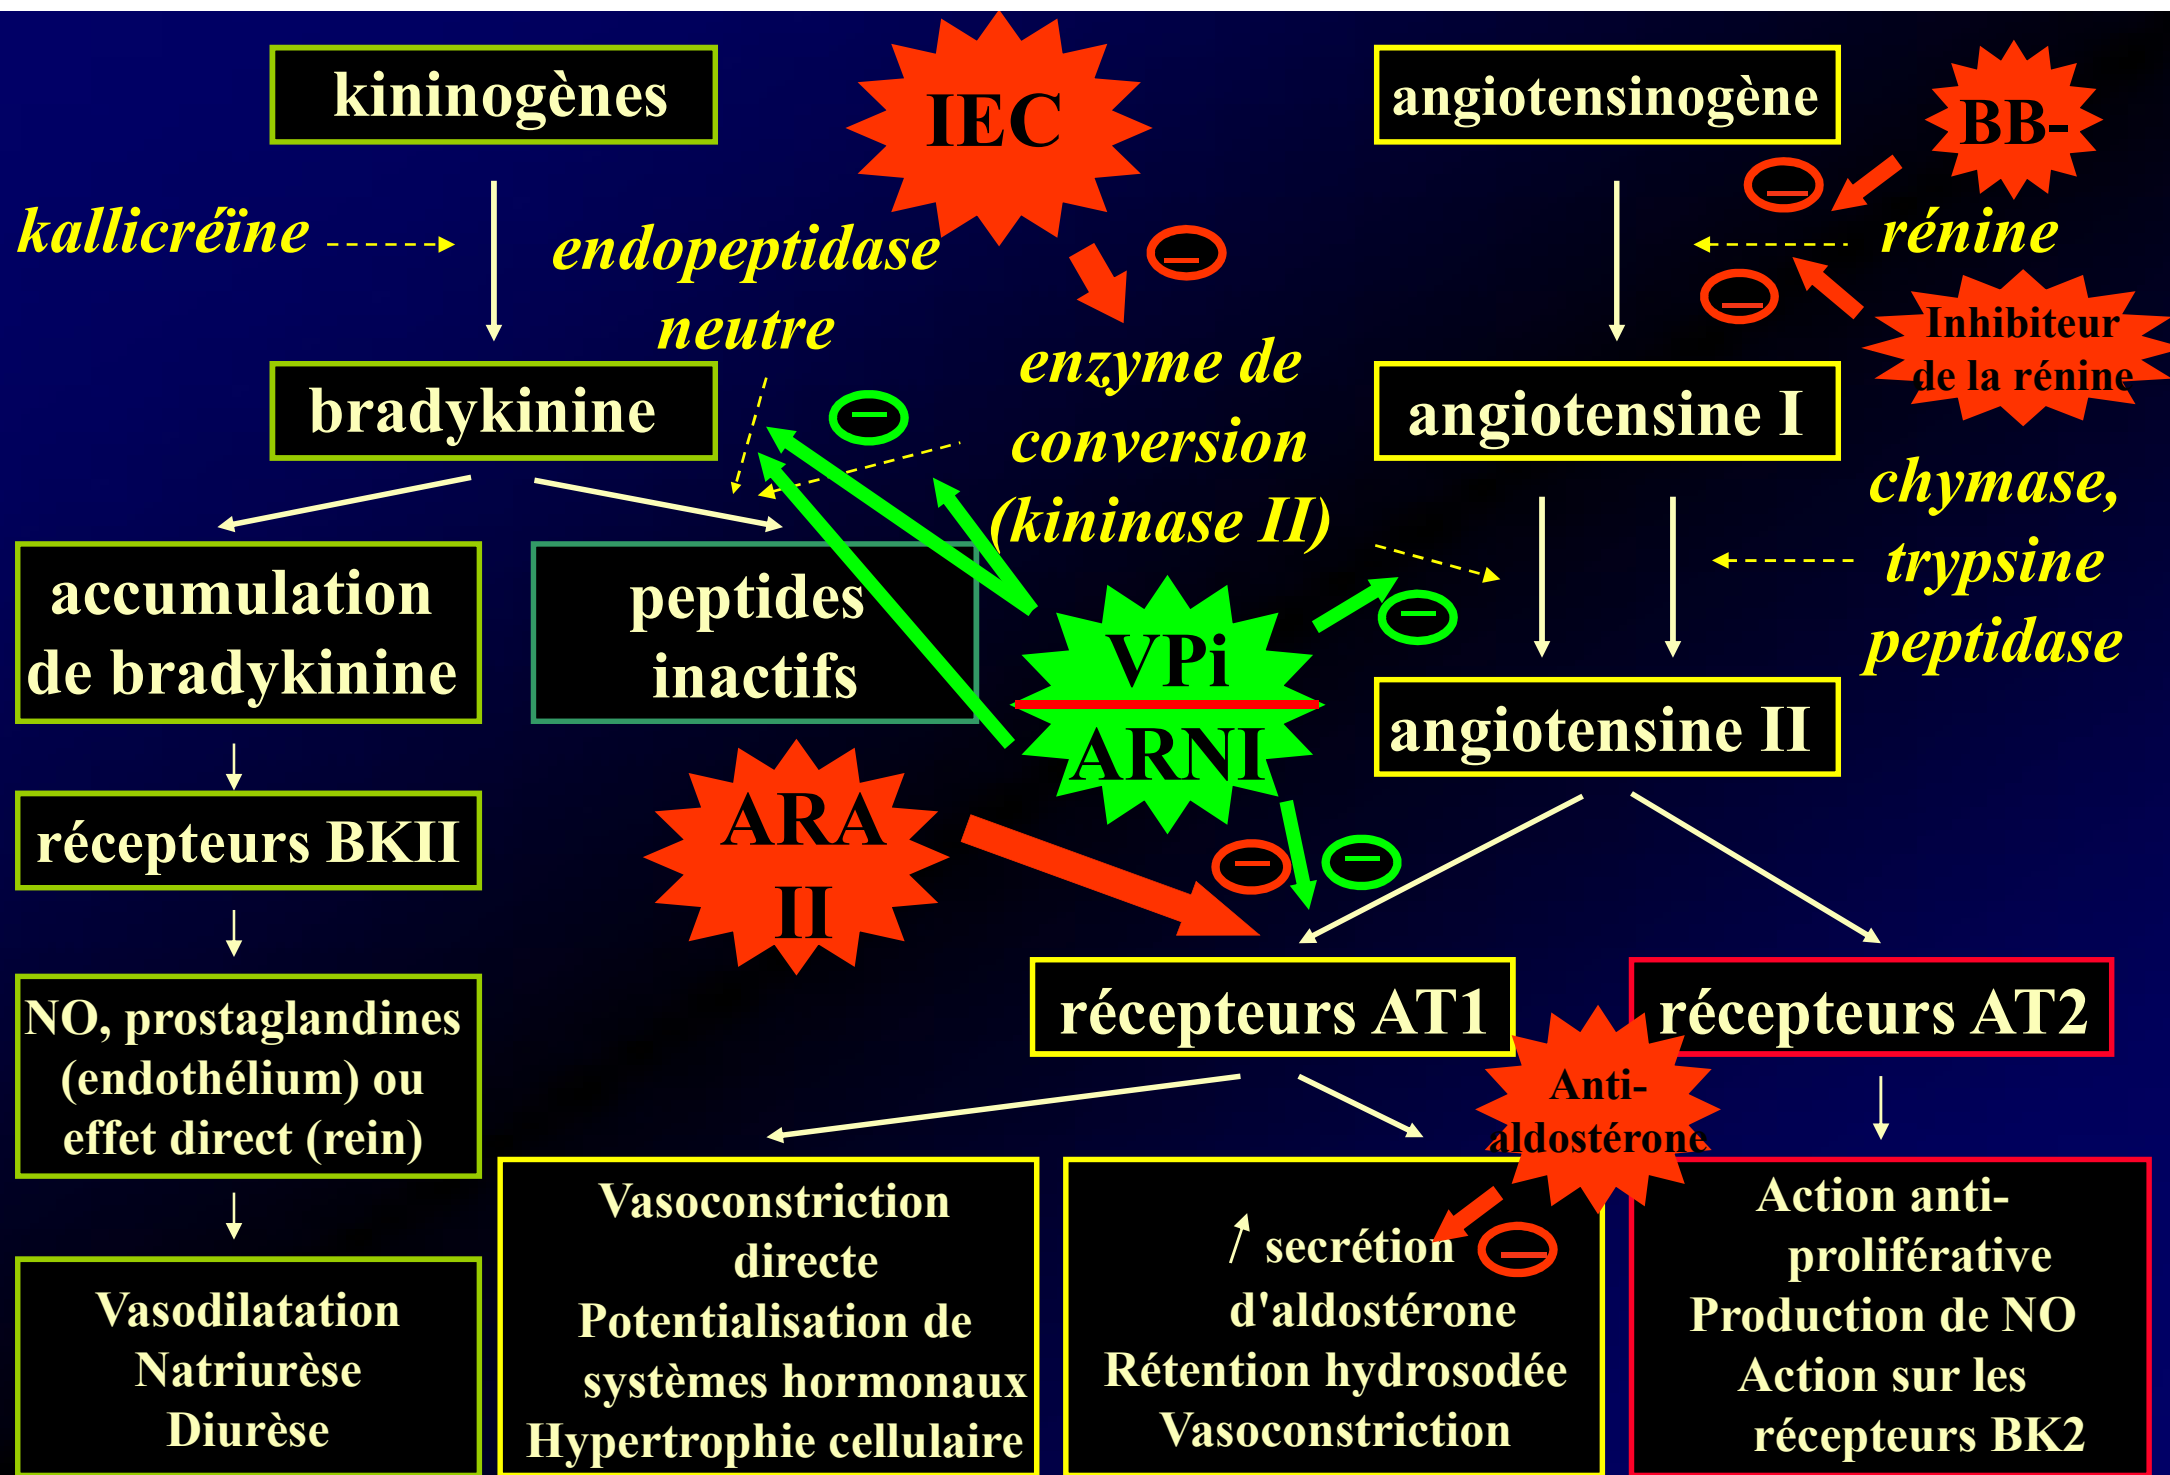 kininogènes
IEC
angiotensinogène
BB-
kallicréïne
endopeptidase
neutre
rénine
Inhibiteur
de la rénine
bradykinine
enzyme de
conversion
(kininase II)
angiotensine I
chymase,
trypsine
peptidase
accumulation
de bradykinine
peptides
inactifs
VPi
ARNI
angiotensine II
récepteurs BKII
ARA
II
récepteurs AT1
récepteurs AT2
NO, prostaglandines
(endothélium) ou
effet direct (rein)
Anti-
aldostérone
Vasodilatation
Natriurèse
Diurèse
Vasoconstriction
directe
Potentialisation de
systèmes hormonaux
Hypertrophie cellulaire
secrétion
d'aldostérone
Rétention hydrosodée
Vasoconstriction
Action anti-
proliférative
Production de NO
Action sur les
récepteurs BK2